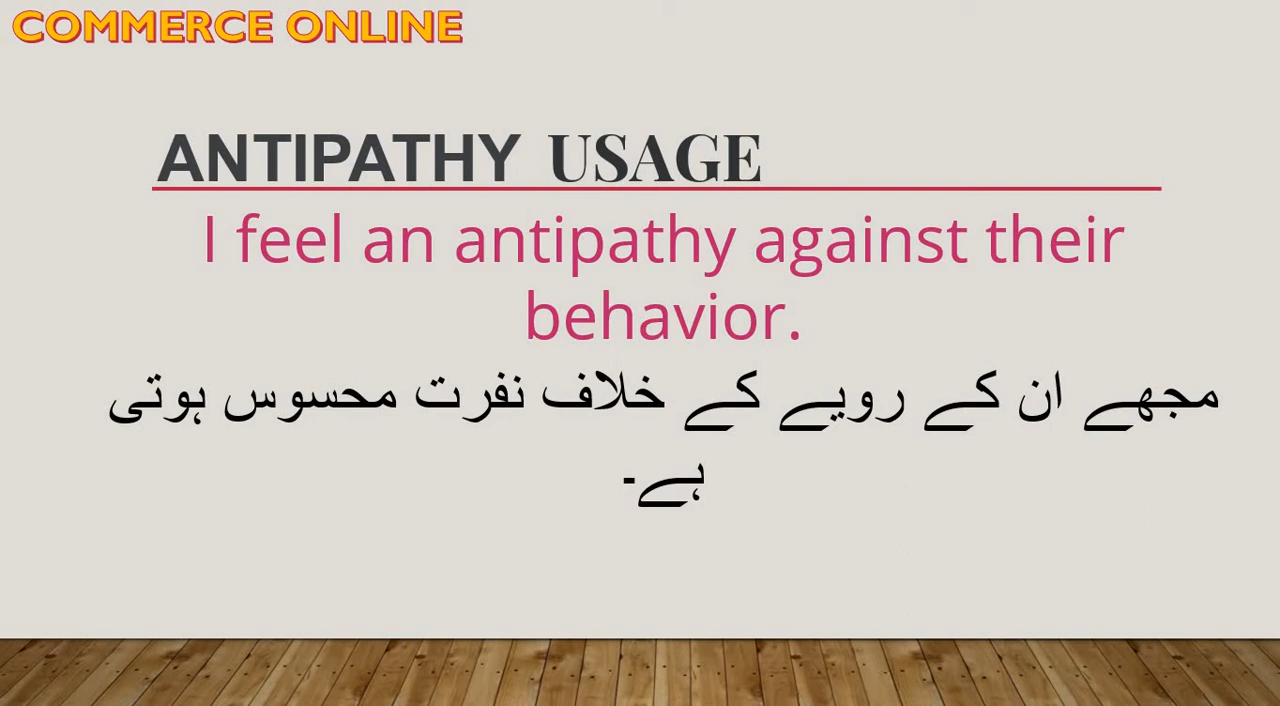 COMMERCE ONLINE
ANTIPATHY USAGE
I feel an antipathy against their
behavior.
مجھے ان کے رویے کے خلاف نفرت محسوس ہوتی
ہے۔